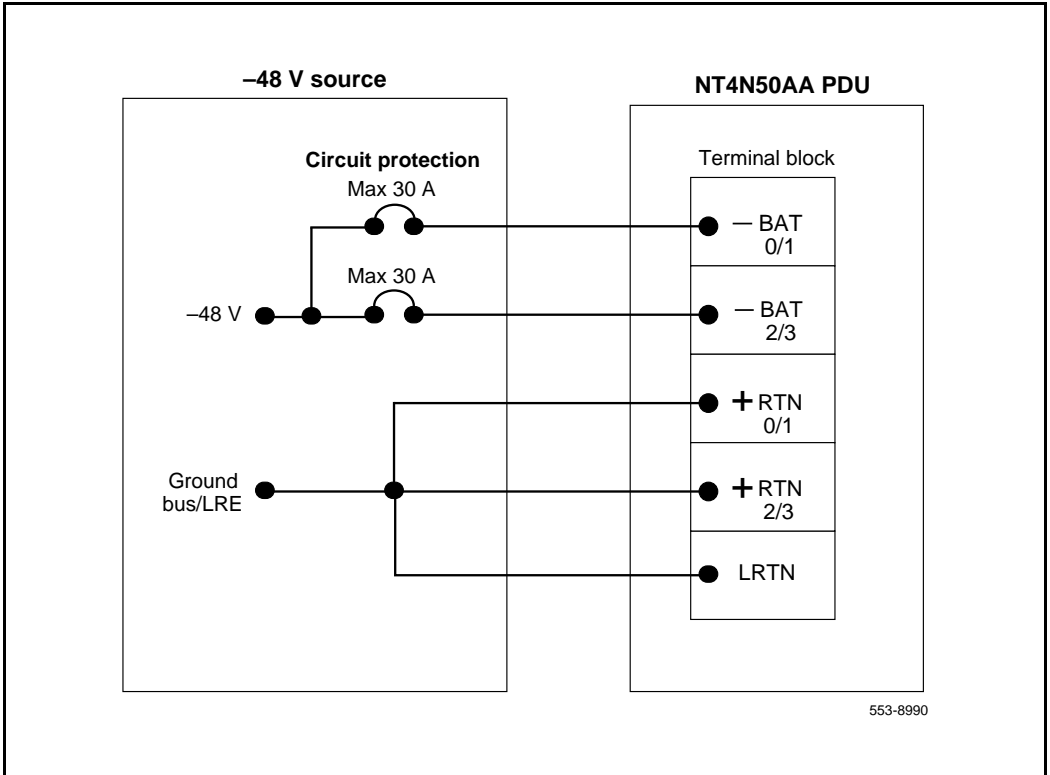 –48 V source
NT4N50AA PDU
Circuit protection
Max 30 A
Terminal block
— BAT
0/1
Max 30 A
–48 V
— BAT
2/3
+ RTN
0/1
Ground
bus/LRE
+ RTN
2/3
LRTN
553-8990